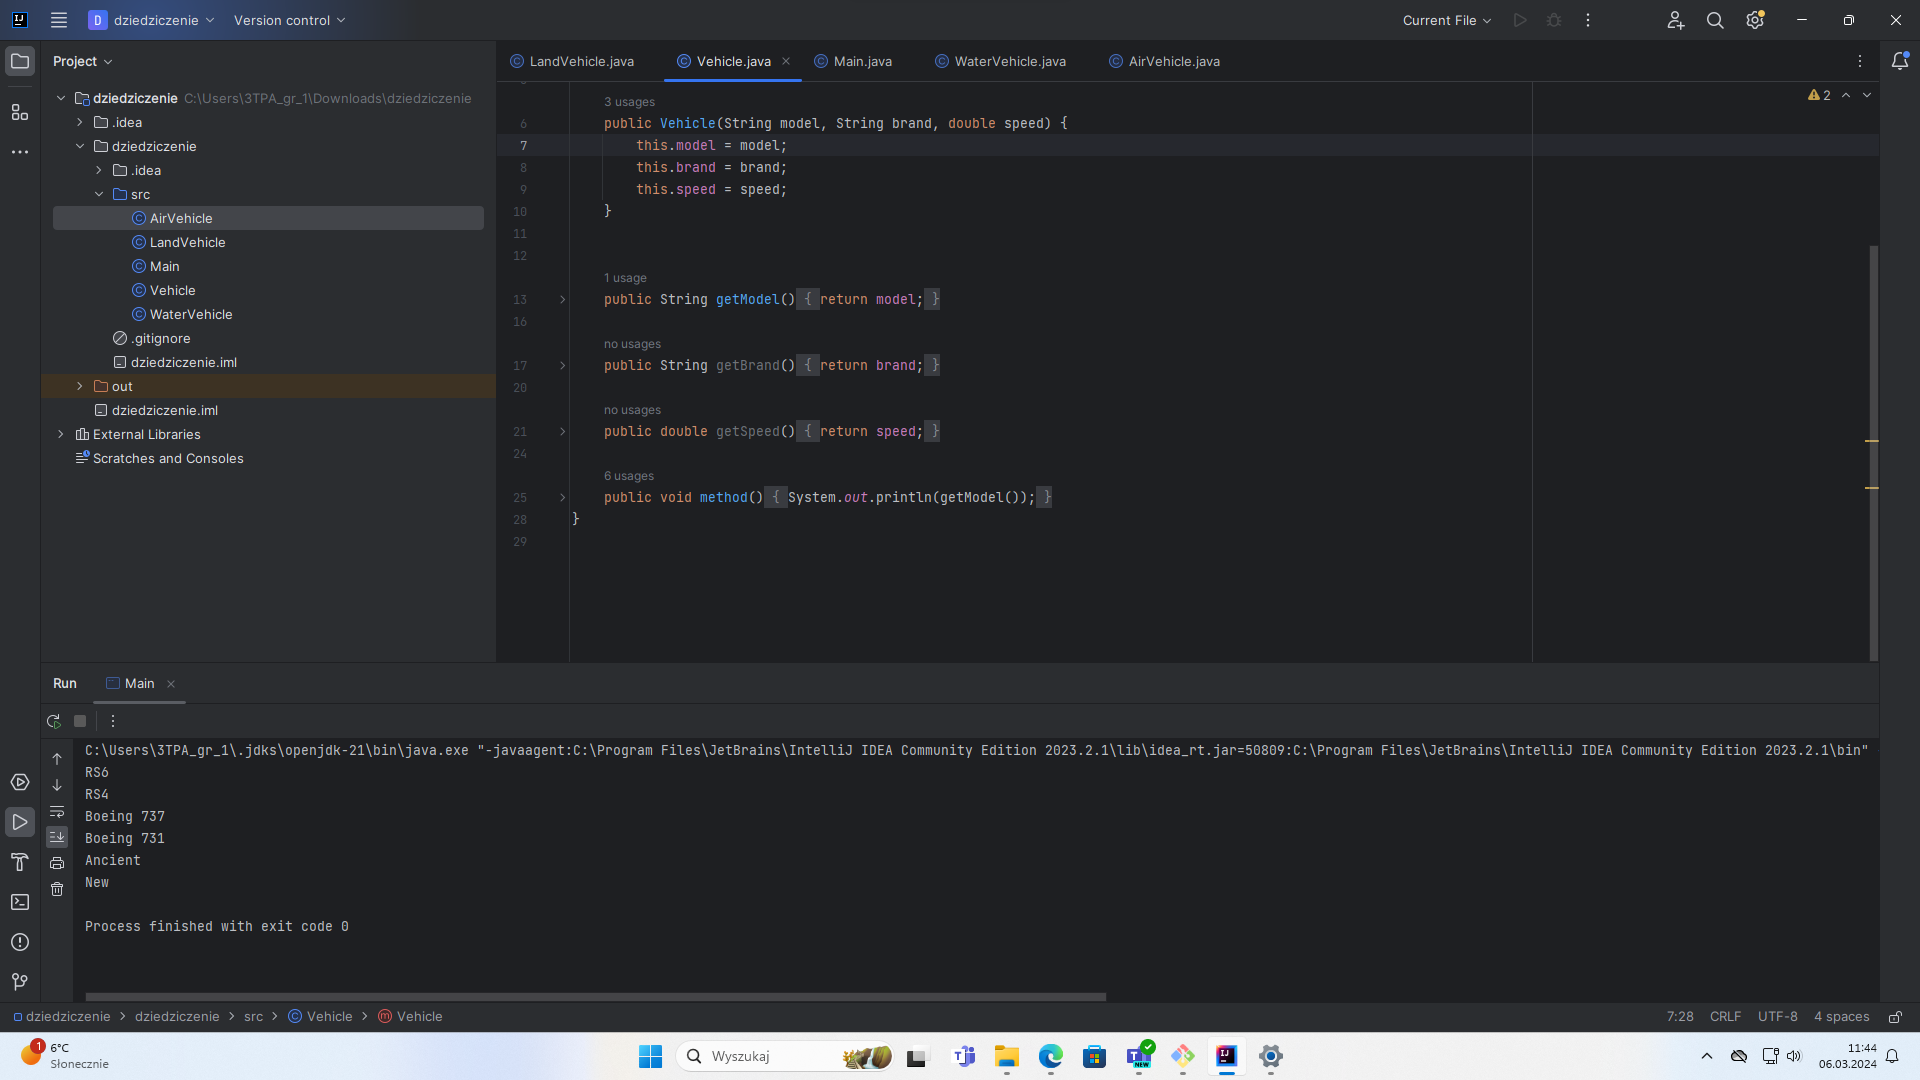 D dziedziczenie Version control Current File
Project
LandVehicle.java Vehicle.java Main.java WaterVehicle.java AirVehicle.java
dziedziczenie C:\Users\3TPA_gr_1\Downloads\dziedziczenie
.idea
dziedziczenie
.idea
src
AirVehicle
LandVehicle
Main
Vehicle
WaterVehicle
.gitignore
dziedziczenie.iml
out
dziedziczenie.iml
External Libraries
Scratches and Consoles
2
3 usages
6 public Vehicle(String model, String brand, double speed) {
7 this.model = model;
8 this.brand = brand;
9 this.speed = speed;
10 }
11
12
1 usage
13 public String getModel() { return model; }
16
no usages
17 public String getBrand() { return brand; }
20
no usages
21 public double getSpeed() { return speed; }
24
6 usages
25 public void method() { System.out.println(getModel()); }
28 }
29
Run Main
C:\Users\3TPA_gr_1\.jdks\openjdk-21\bin\java.exe "-javaagent:C:\Program Files\JetBrains\IntelliJ IDEA Community Edition 2023.2.1\lib\idea_rt.jar=50809:C:\Program Files\JetBrains\IntelliJ IDEA Community Edition 2023.2.1\bin"
RS6
RS4
Boeing 737
Boeing 731
Ancient
New
Process finished with exit code 0
dziedziczenie > dziedziczenie > src > Vehicle > Vehicle 7:28 CRLF UTF-8 4 spaces
1 6°C
Słonecznie
Wyszukaj
NEW
11:44
06.03.2024